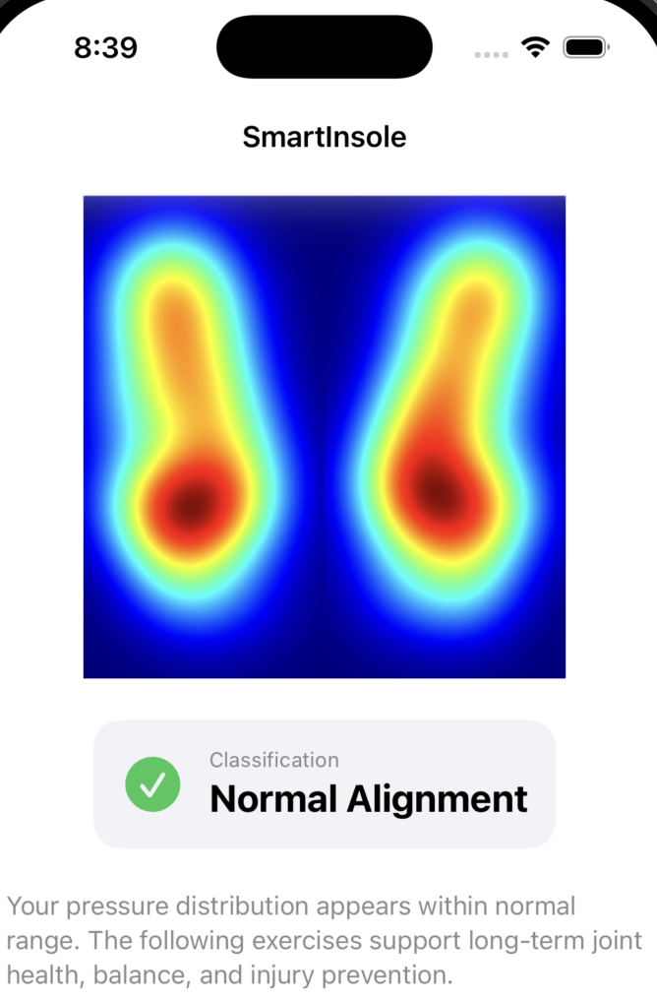 8:39
SmartInsole
Classification
Normal Alignment
Your pressure distribution appears within normal
range. The following exercises support long-term joint
health, balance, and injury prevention.